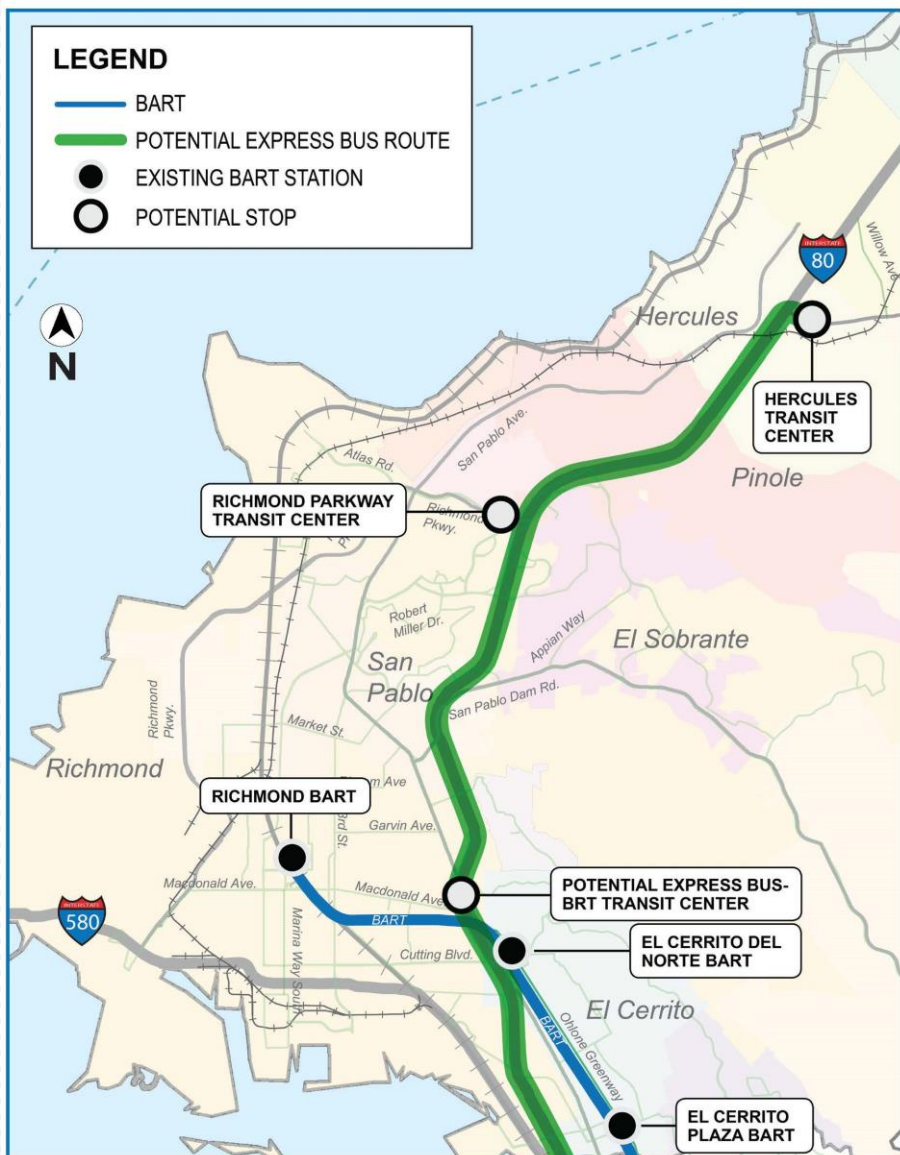 LEGEND
BART
POTENTIAL EXPRESS BUS ROUTE
EXISTING BART STATION
POTENTIAL STOP
N
INTERSTATE
80
Willow Ave
Hercules
HERCULES
TRANSIT
CENTER
Pinole
San Pablo Ave.
Atlas Rd.
RICHMOND PARKWAY
TRANSIT CENTER
Richmond
Pkwy.
Robert
Miller Dr.
Appian Way
El Sobrante
San
Pablo
San Pablo Dam Rd.
Richmond
Pkwy.
Market St.
Richmond
RICHMOND BART
Garvin Ave.
Macdonald Ave.
Macdonald Ave
POTENTIAL EXPRESS BUS-
BRT TRANSIT CENTER
INTERSTATE
580
BART
Marina Way South
Cutting Blvd.
EL CERRITO DEL
NORTE BART
El Cerrito
BART
Ohlone Greenway
EL CERRITO
PLAZA BART